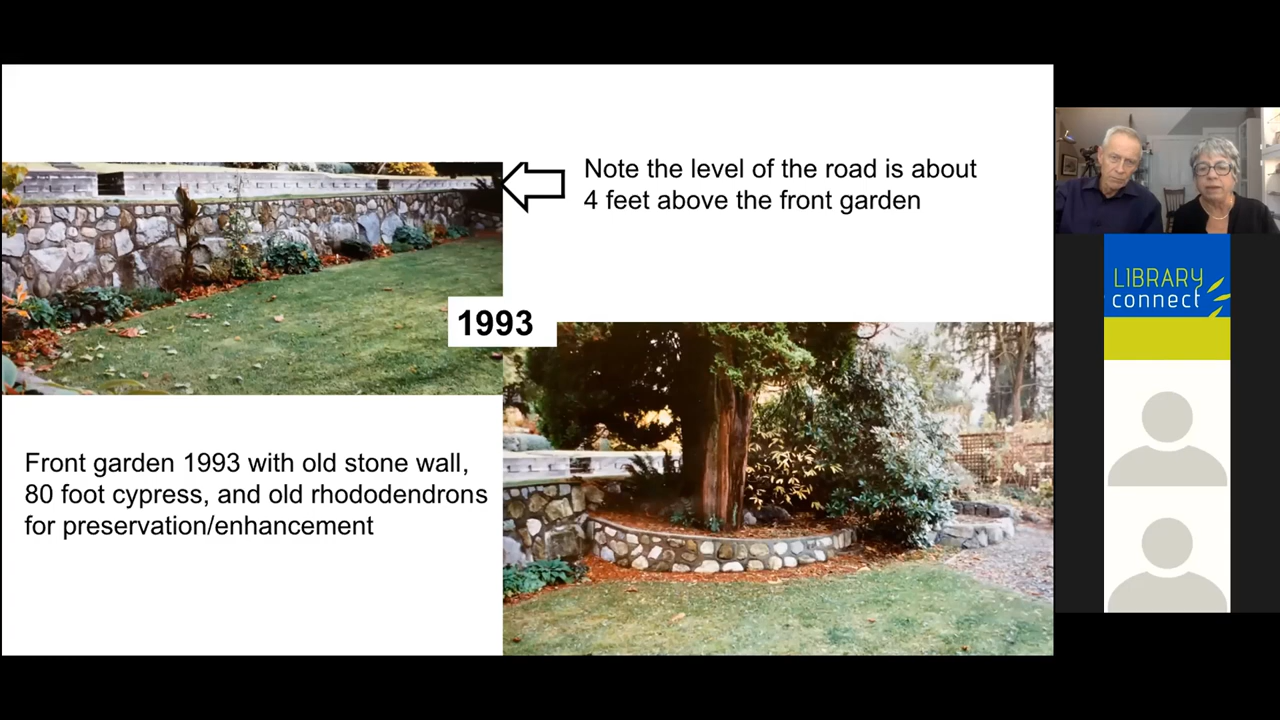 Note the level of the road is about
4 feet above the front garden
1993
Front garden 1993 with old stone wall,
80 foot cypress, and old rhododendrons
for preservation/enhancement
LIBRARY
connect